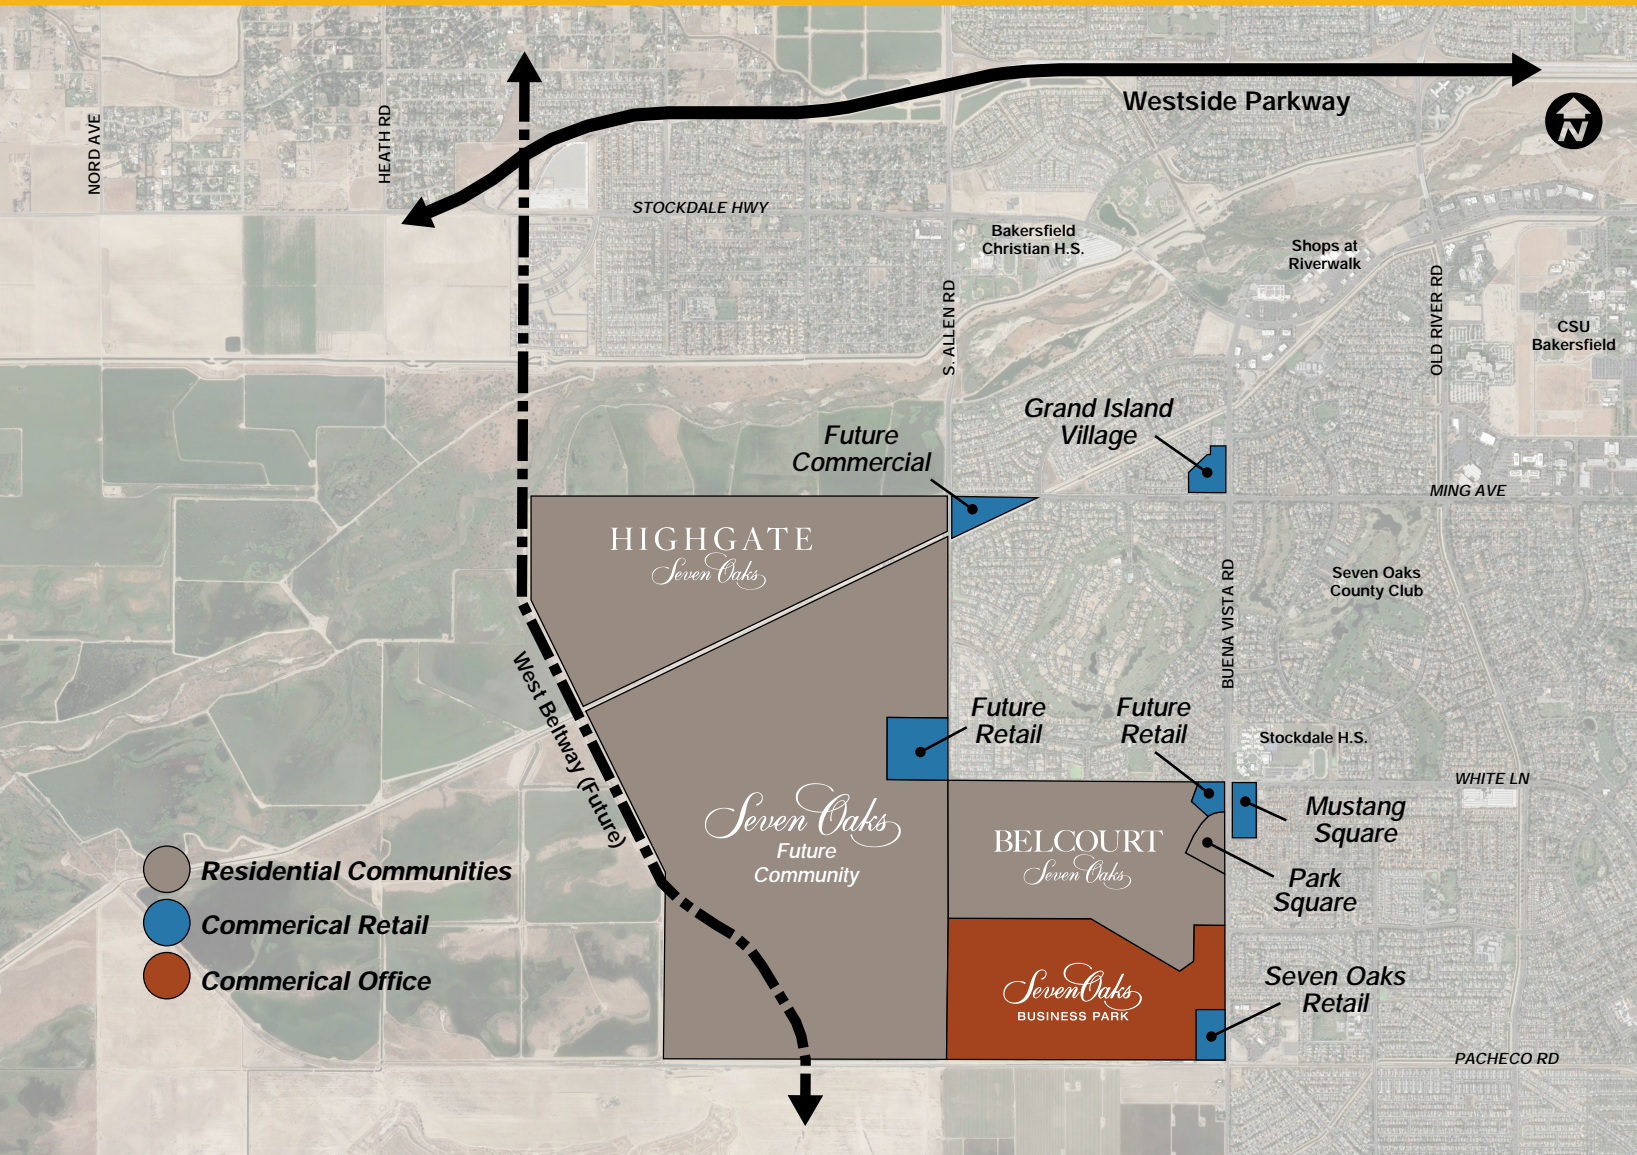 Westside Parkway
N
NORD AVE
HEATH RD
STOCKDALE HWY
Bakersfield
Christian H.S.
Shops at
Riverwalk
S. ALLEN RD
OLD RIVER RD
CSU
Bakersfield
Grand Island
Village
Future
Commercial
MING AVE
HIGHGATE
Seven Oaks
Seven Oaks
County Club
BUENA VISTA RD
West Beltway (Future)
Future
Retail
Future
Retail
Stockdale H.S.
WHITE LN
Mustang
Square
Seven Oaks
Future
Community
BELCOURT
Seven Oaks
Park
Square
Residential Communities
Commerical Retail
Commerical Office
Seven Oaks
BUSINESS PARK
Seven Oaks
Retail
PACHECO RD